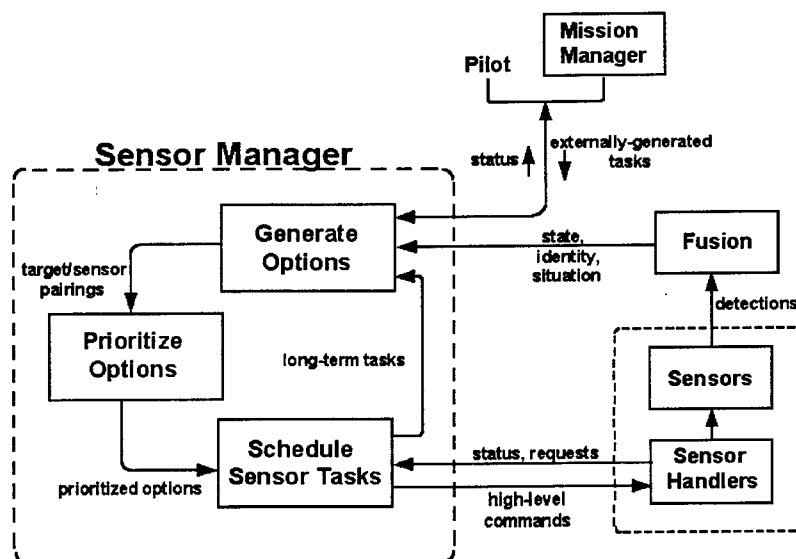 Mission
Manager
Pilot
Sensor Manager
status
externally-generated
tasks
Generate
Options
state,
identity,
situation
Fusion
target/sensor
pairings
detections
Prioritize
Options
long-term tasks
Sensors
Schedule
Sensor Tasks
status, requests
Sensor
Handlers
prioritized options
high-level
commands